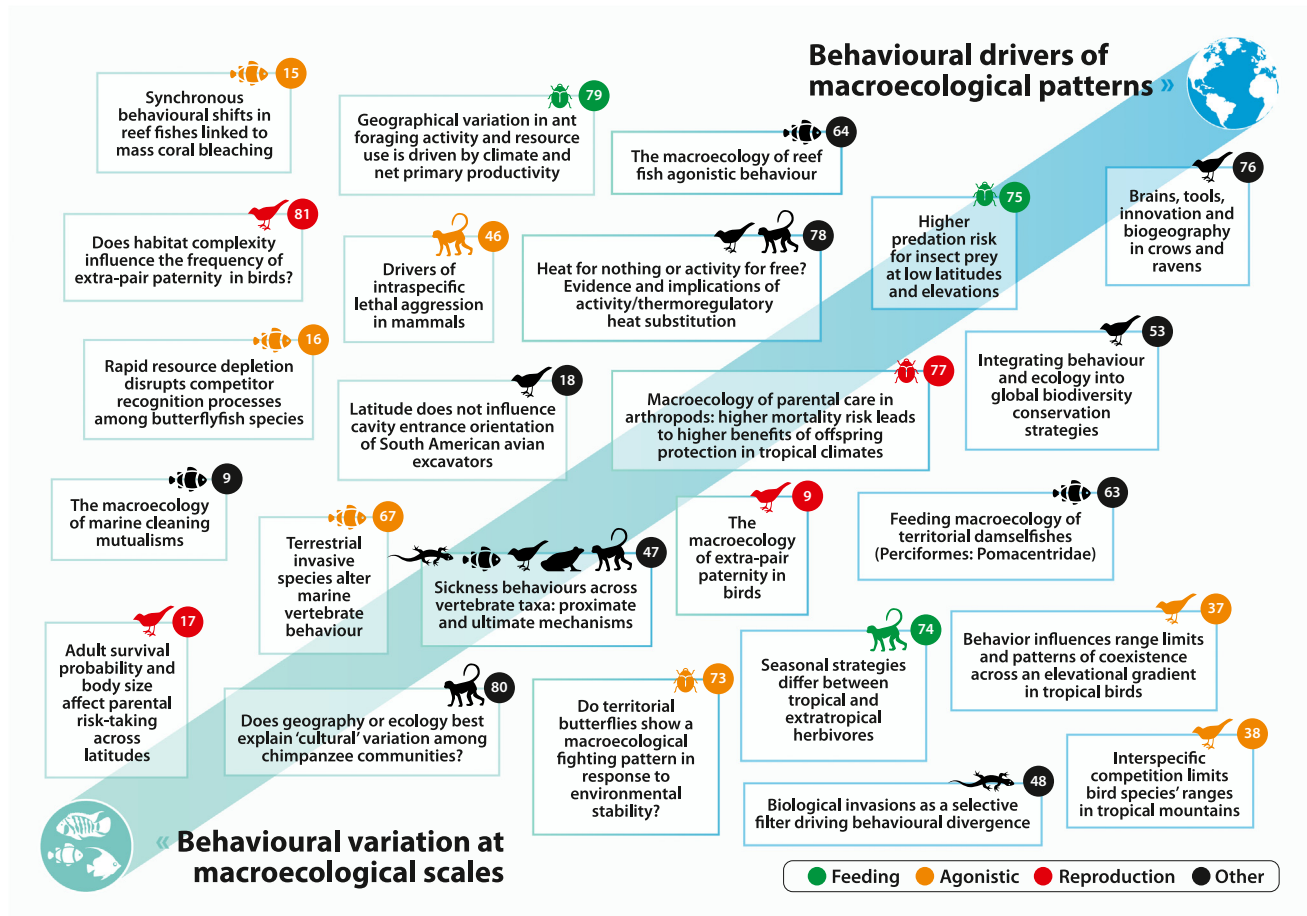 Behavioural drivers of
macroecological patterns »
15
Synchronous
behavioural shifts in
reef fishes linked to
mass coral bleaching
79
Geographical variation in ant
foraging activity and resource
use is driven by climate and
net primary productivity
64
The macroecology of reef
fish agonistic behaviour
76
Brains, tools,
innovation and
biogeography
in crows and
ravens
81
Does habitat complexity
influence the frequency of
extra-pair paternity in birds?
46
Drivers of
intraspecific
lethal aggression
in mammals
78
Heat for nothing or activity for free?
Evidence and implications of
activity/thermoregulatory
heat substitution
75
Higher
predation risk
for insect prey
at low latitudes
and elevations
16
Rapid resource depletion
disrupts competitor
recognition processes
among butterflyfish species
18
Latitude does not influence
cavity entrance orientation
of South American avian
excavators
77
Macroecology of parental care in
arthropods: higher mortality risk leads
to higher benefits of offspring
protection in tropical climates
53
Integrating behaviour
and ecology into
global biodiversity
conservation
strategies
9
The macroecology
of marine cleaning
mutualisms
67
Terrestrial
invasive
species alter
marine
vertebrate
behaviour
47
Sickness behaviours across
vertebrate taxa: proximate
and ultimate mechanisms
9
The
macroecology
of extra-pair
paternity in
birds
63
Feeding macroecology of
territorial damselfishes
(Perciformes: Pomacentridae)
17
Adult survival
probability and
body size
affect parental
risk-taking
across
latitudes
80
Does geography or ecology best
explain ‘cultural’ variation among
chimpanzee communities?
73
Do territorial
butterflies show a
macroecological
fighting pattern in
response to
environmental
stability?
74
Seasonal strategies
differ between
tropical and
extratropical
herbivores
37
Behavior influences range limits
and patterns of coexistence
across an elevational gradient
in tropical birds
48
Biological invasions as a selective
filter driving behavioural divergence
38
Interspecific
competition limits
bird species’ ranges
in tropical mountains
« Behavioural variation at
macroecological scales
Feeding Agonistic Reproduction Other